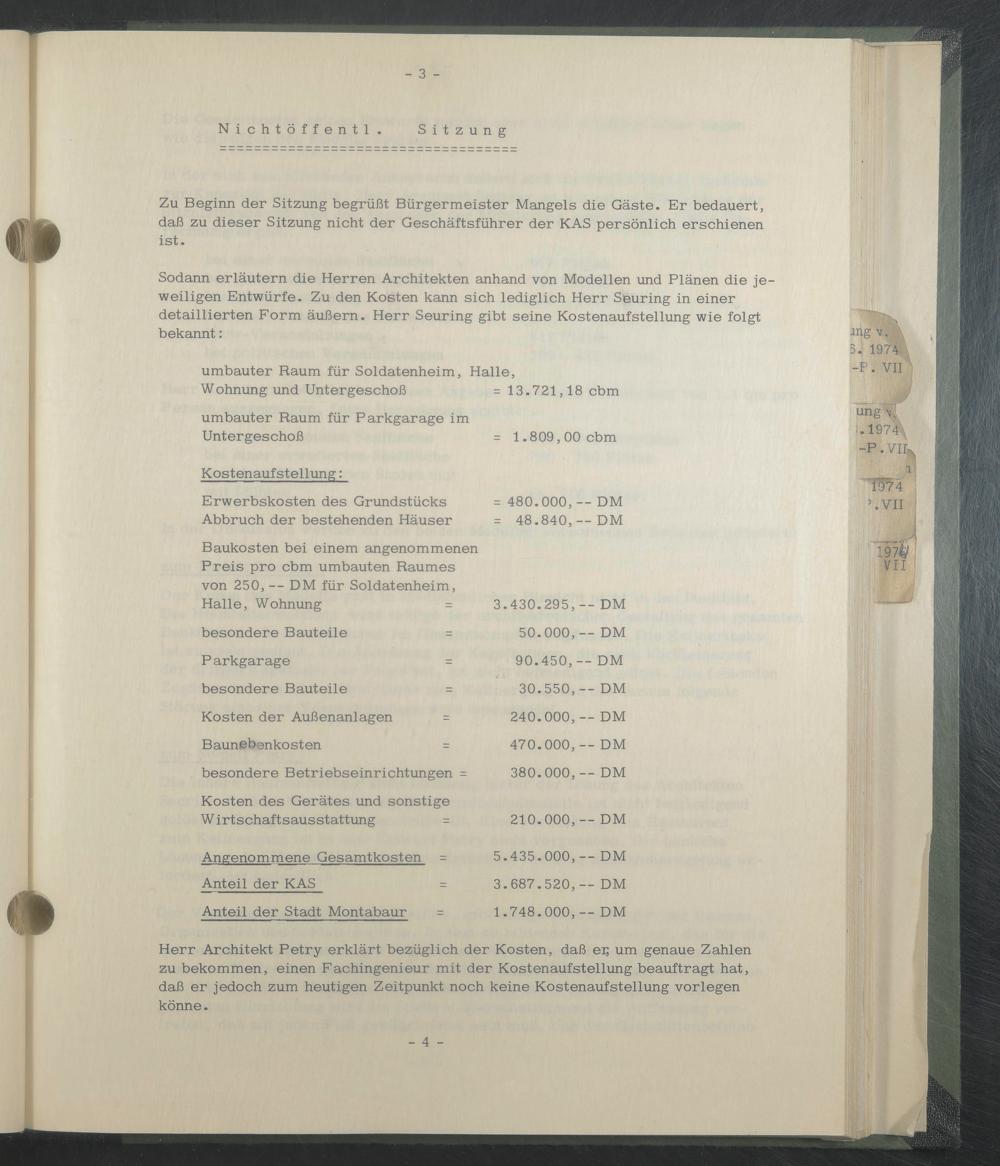 - 3 -
Nichtöffentl. Sitzung
==================================
Zu Beginn der Sitzung begrüßt Bürgermeister Mangels die Gäste. Er bedauert,
daß zu dieser Sitzung nicht der Geschäftsführer der KAS persönlich erschienen
ist.
Sodann erläutern die Herren Architekten anhand von Modellen und Plänen die je-
weiligen Entwürfe. Zu den Kosten kann sich lediglich Herr Seuring in einer
detaillierten Form äußern. Herr Seuring gibt seine Kostenaufstellung wie folgt
bekannt:
umbauter Raum für Soldatenheim, Halle,
Wohnung und Untergeschoß = 13.721,18 cbm
umbauter Raum für Parkgarage im
Untergeschoß = 1.809,00 cbm
Kostenaufstellung:
Erwerbskosten des Grundstücks = 480.000,-- DM
Abbruch der bestehenden Häuser = 48.840,-- DM
Baukosten bei einem angenommenen
Preis pro cbm umbauten Raumes
von 250,-- DM für Soldatenheim,
Halle, Wohnung = 3.430.295,-- DM
besondere Bauteile = 50.000,-- DM
Parkgarage = 90.450,-- DM
besondere Bauteile = 30.550,-- DM
Kosten der Außenanlagen = 240.000,-- DM
Baunebenkosten = 470.000,-- DM
besondere Betriebseinrichtungen = 380.000,-- DM
Kosten des Gerätes und sonstige
Wirtschaftsausstattung = 210.000,-- DM
Angenommene Gesamtkosten = 5.435.000,-- DM
Anteil der KAS = 3.687.520,-- DM
Anteil der Stadt Montabaur = 1.748.000,-- DM
Herr Architekt Petry erklärt bezüglich der Kosten, daß er, um genaue Zahlen
zu bekommen, einen Fachingenieur mit der Kostenaufstellung beauftragt hat,
daß er jedoch zum heutigen Zeitpunkt noch keine Kostenaufstellung vorlegen
könne.
- 4 -
ung v.
. 1974
-P. VII
ung v.
.1974
-P.VII
1974
.VII
VII